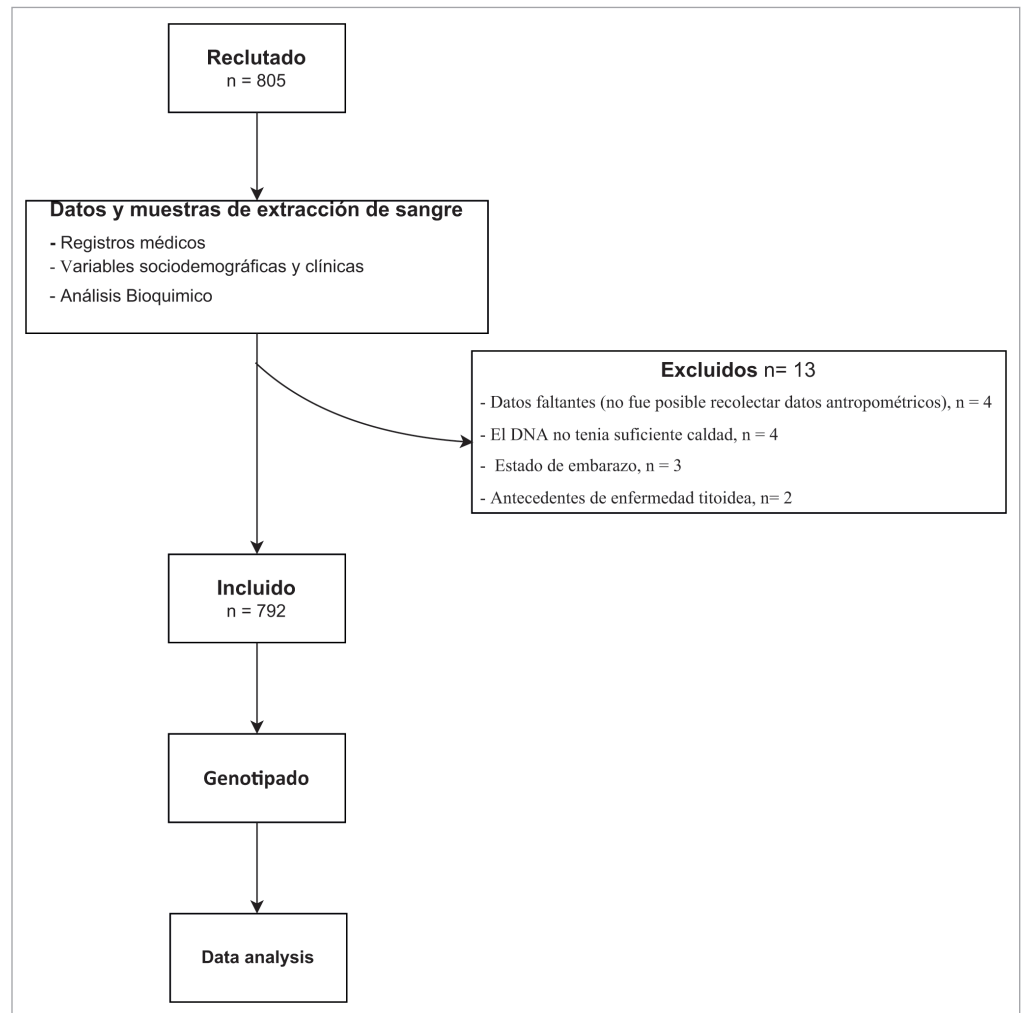 Reclutado
n = 805
Datos y muestras de extracción de sangre
- Registros médicos
- Variables sociodemográficas y clínicas
- Análisis Bioquimico
Excluidos n= 13
- Datos faltantes (no fue posible recolectar datos antropométricos), n = 4
- El DNA no tenia suficiente caldad, n = 4
- Estado de embarazo, n = 3
- Antecedentes de enfermedad titoidea, n= 2
Incluido
n = 792
Genotipado
Data analysis